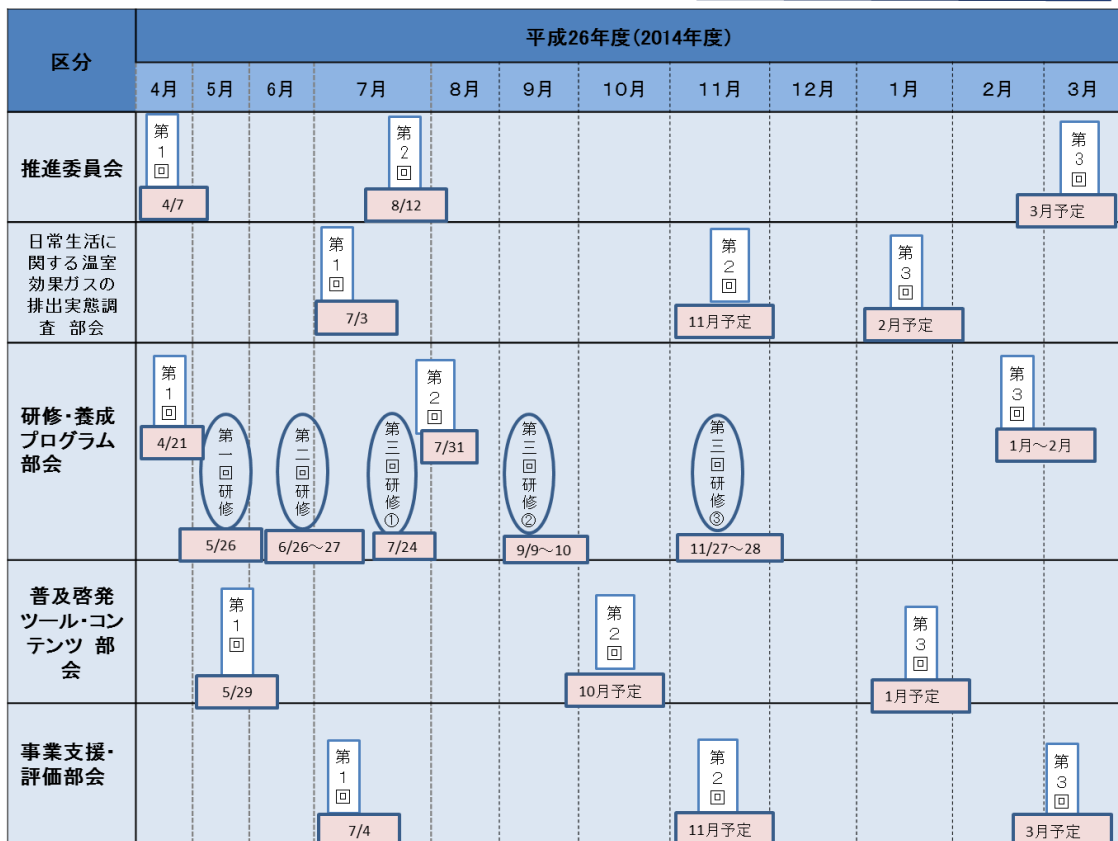 区分
平成26年度（2014年度）
4月 5月 6月 7月 8月 9月 10月 11月 12月 1月 2月 3月
推進委員会
第1回
4/7
第2回
8/12
第3回
3月予定
日常生活に
関する温室
効果ガスの
排出実態調
査 部会
第1回
7/3
第2回
11月予定
第3回
2月予定
研修・養成
プログラム
部会
第1回
4/21
第一回研修
5/26
第二回研修
6/26～27
第三回研修①
7/24
第2回
7/31
第三回研修②
9/9～10
第三回研修③
11/27～28
第3回
1月～2月
普及啓発
ツール・コン
テンツ 部
会
第1回
5/29
第2回
10月予定
第3回
1月予定
事業支援・
評価部会
第1回
7/4
第2回
11月予定
第3回
3月予定